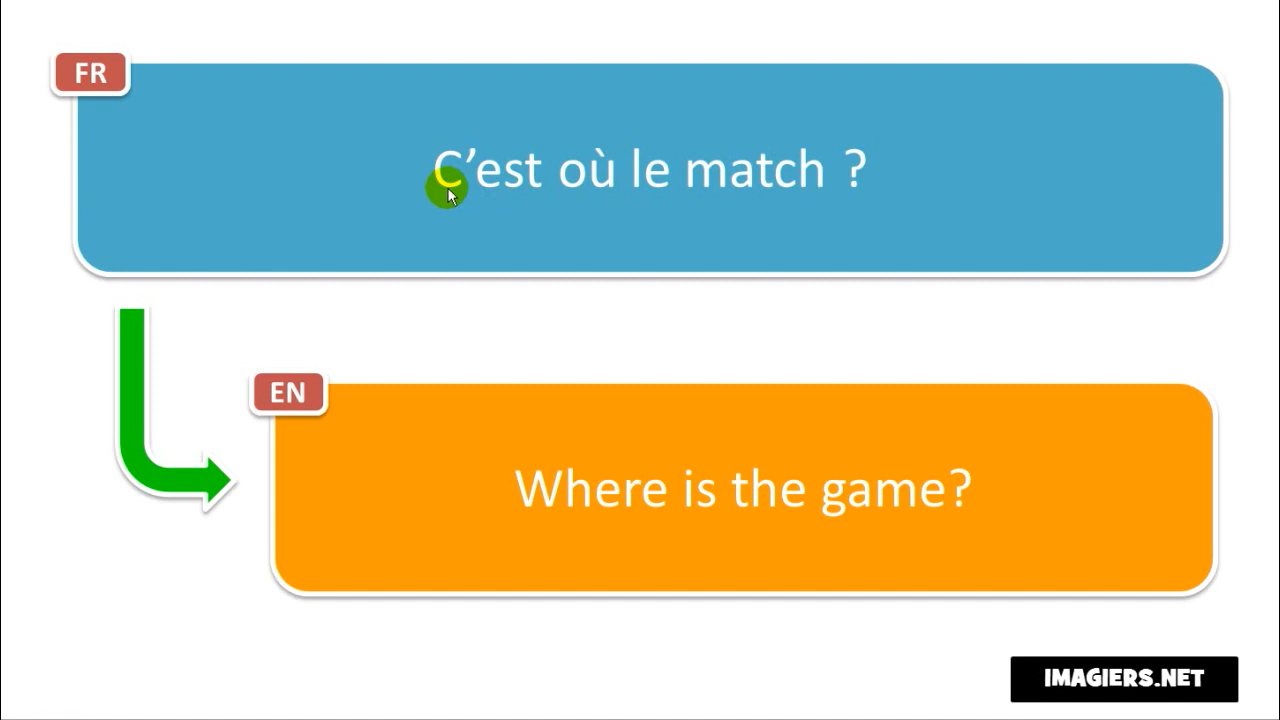 FR
C’est où le match ?
EN
Where is the game?
IMAGIERS.NET